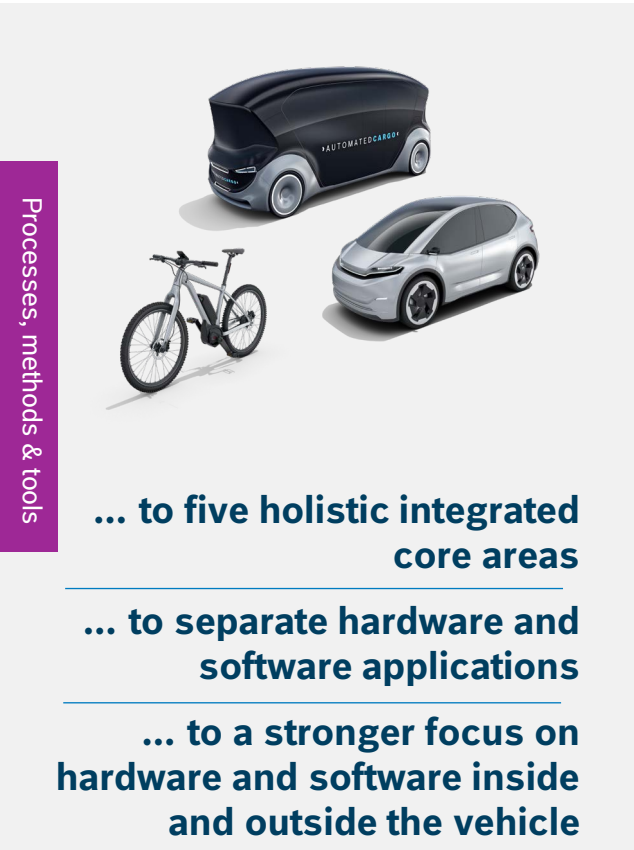 ›AUTOMATEDCARGO‹
Processes, methods & tools
... to five holistic integrated
core areas
... to separate hardware and
software applications
... to a stronger focus on
hardware and software inside
and outside the vehicle